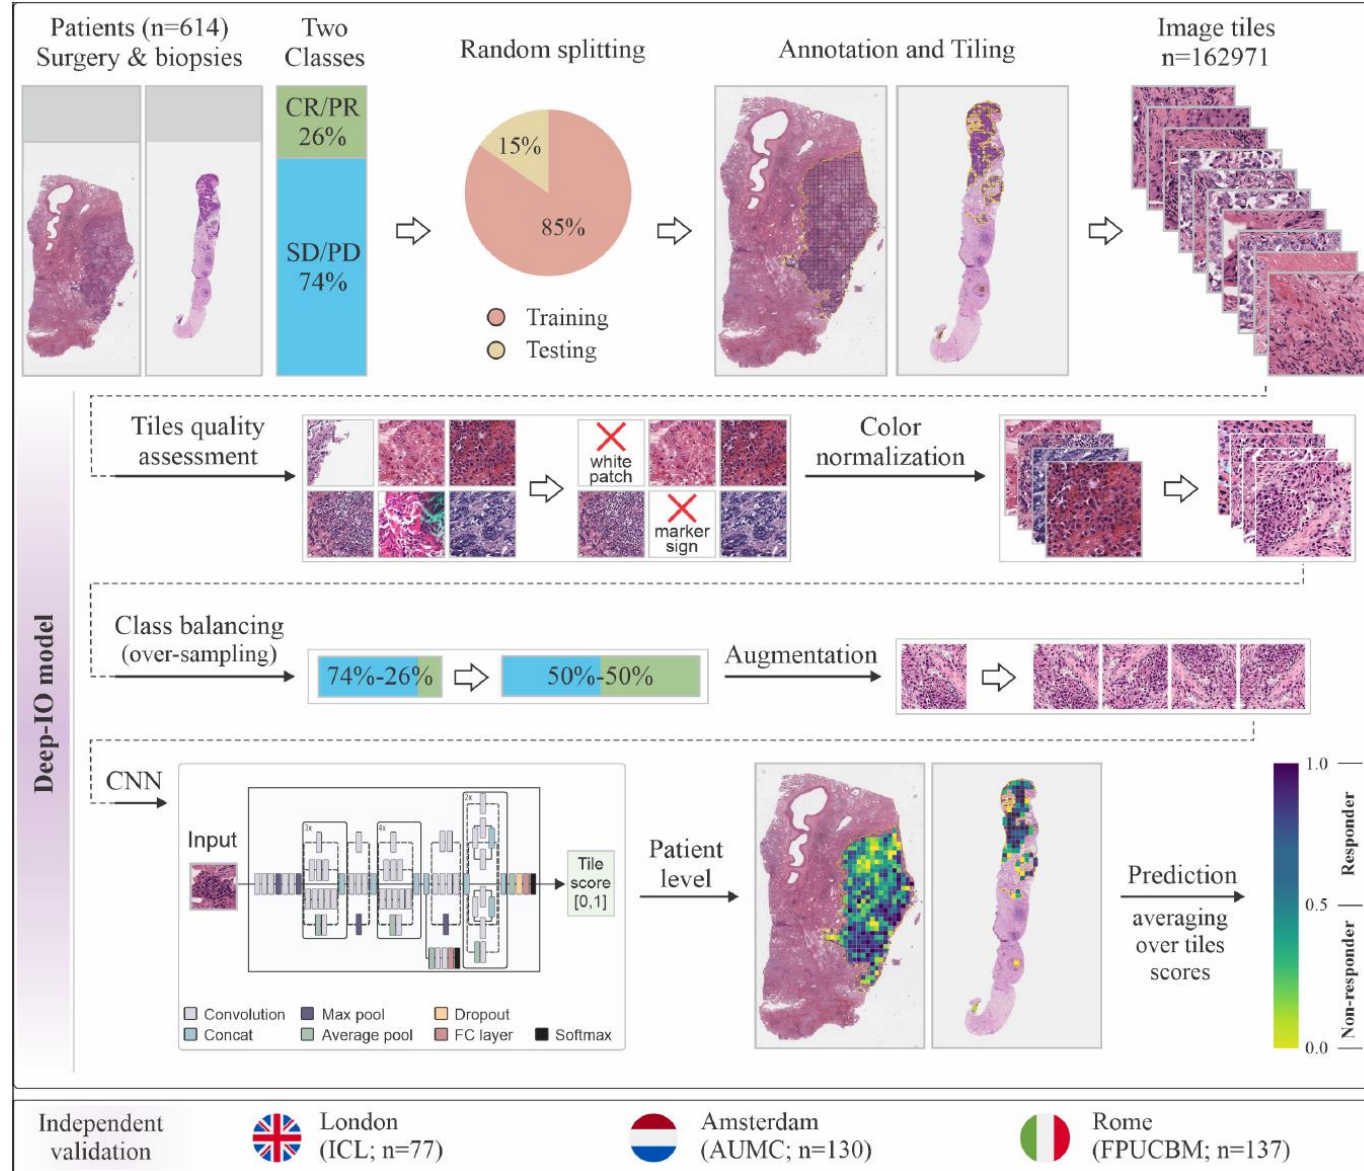 Patients (n=614)
Surgery & biopsies
Two
Classes
CR/PR
26%
SD/PD
74%
Random splitting
15%
85%
Training
Testing
Annotation and Tiling
Image tiles
n=162971
Deep-IO model
Tiles quality
assessment
white
patch
marker
sign
Color
normalization
Class balancing
(over-sampling)
74%-26%
50%-50%
Augmentation
CNN
Input
3x
4x
2x
Tile
score
[0,1]
Convolution
Max pool
Dropout
Concat
Average pool
FC layer
Softmax
Patient
level
Prediction
averaging
over tiles
scores
1.0
0.5
0.0
Responder
Non-responder
Independent
validation
London
(ICL; n=77)
Amsterdam
(AUMC; n=130)
Rome
(FPUCBM; n=137)